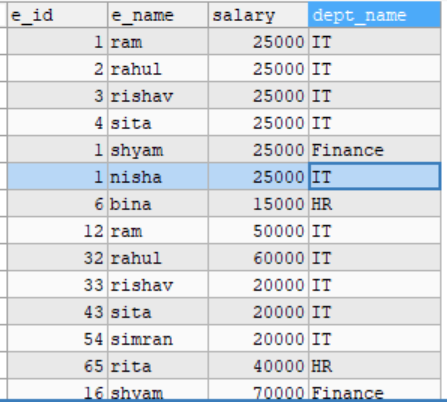 e_id e_name salary dept_name
1 ram 25000 IT
2 rahul 25000 IT
3 rishav 25000 IT
4 sita 25000 IT
1 shyam 25000 Finance
1 nisha 25000 IT
6 bina 15000 HR
12 ram 50000 IT
32 rahul 60000 IT
33 rishav 20000 IT
43 sita 20000 IT
54 simran 20000 IT
65 rita 40000 HR
16 shyam 70000 Finance